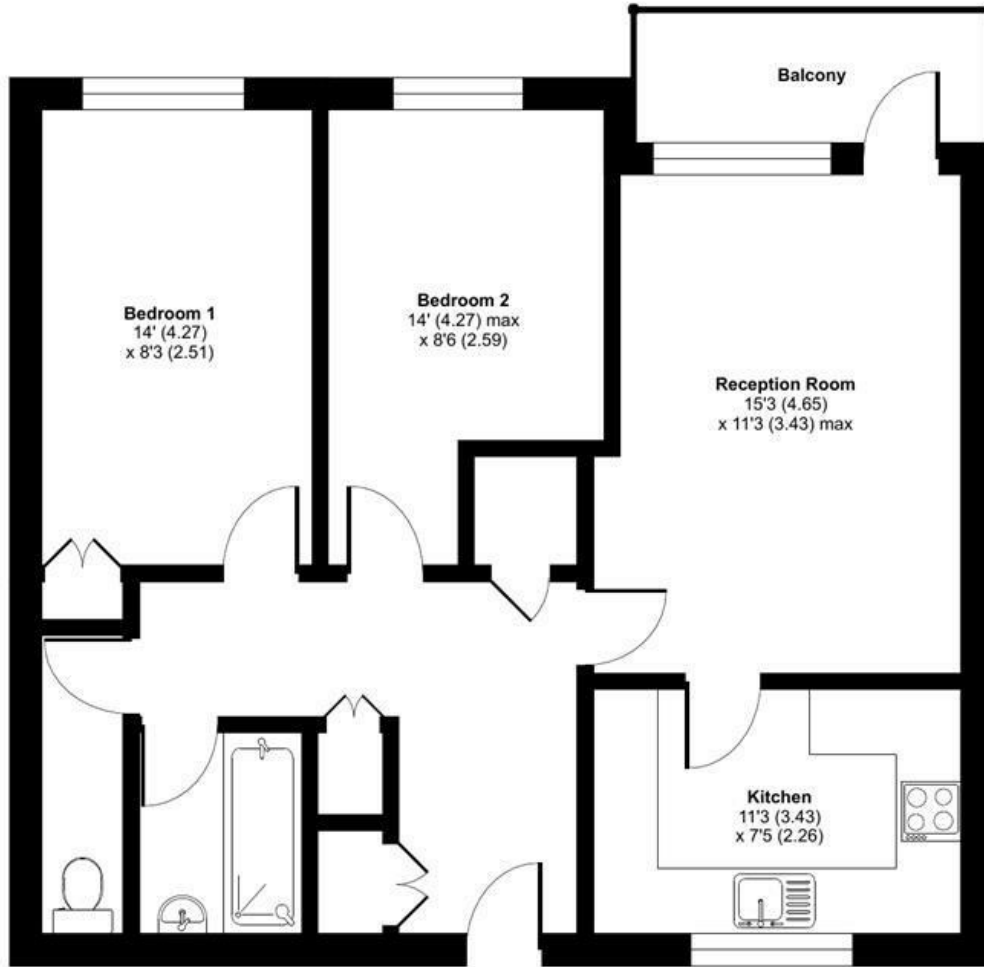 Balcony
Bedroom 1
14' (4.27)
x 8'3 (2.51)
Bedroom 2
14' (4.27) max
x 8'6 (2.59)
Reception Room
15'3 (4.65)
x 11'3 (3.43) max
Kitchen
11'3 (3.43)
x 7'5 (2.26)